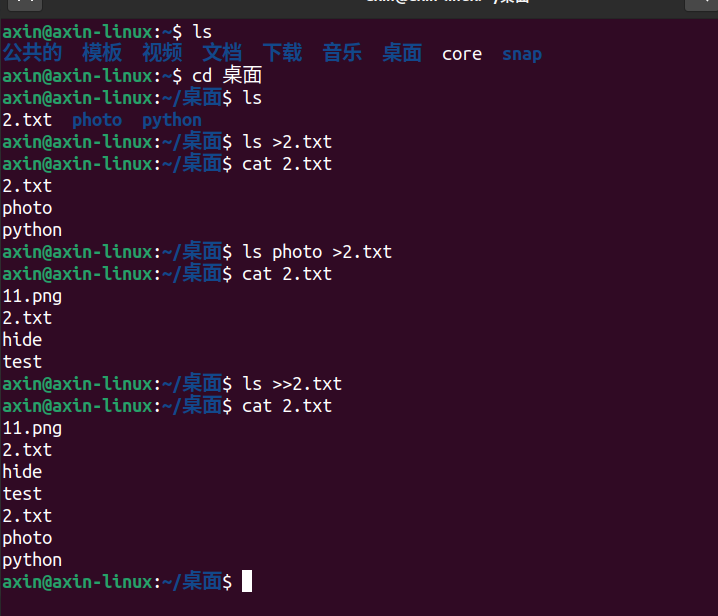 axin@axin-linux:~$ ls
公共的 模板 视频 文档 下载 音乐 桌面 core snap
axin@axin-linux:~$ cd 桌面
axin@axin-linux:~/桌面$ ls
2.txt photo python
axin@axin-linux:~/桌面$ ls >2.txt
axin@axin-linux:~/桌面$ cat 2.txt
2.txt
photo
python
axin@axin-linux:~/桌面$ ls photo >2.txt
axin@axin-linux:~/桌面$ cat 2.txt
11.png
2.txt
hide
test
axin@axin-linux:~/桌面$ ls >>2.txt
axin@axin-linux:~/桌面$ cat 2.txt
11.png
2.txt
hide
test
2.txt
photo
python
axin@axin-linux:~/桌面$